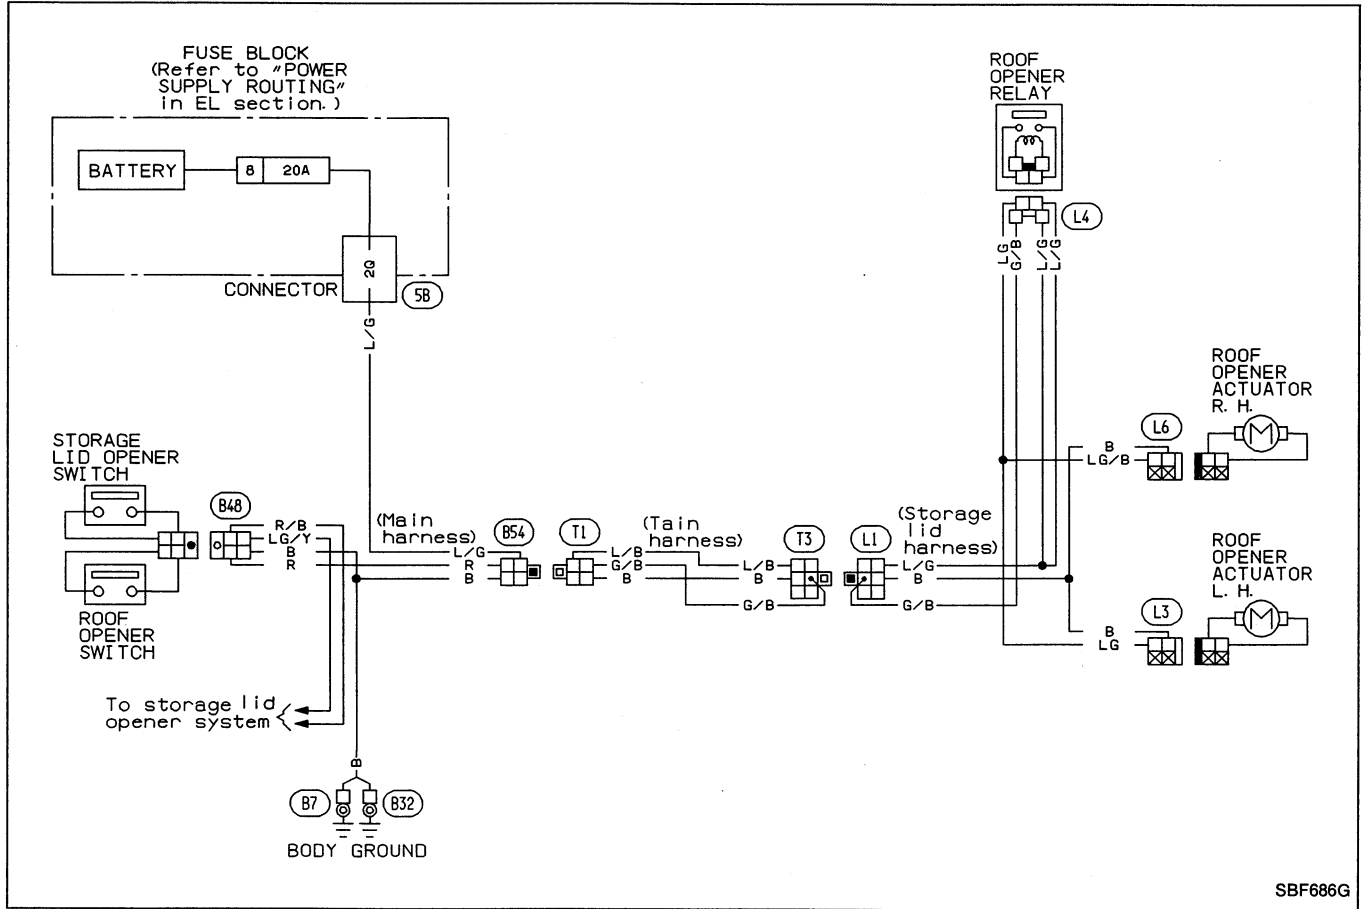 FUSE BLOCK
(Refer to "POWER
SUPPLY ROUTING"
in EL section.)
BATTERY
8
20A
2Q
CONNECTOR
5B
L/G
ROOF
OPENER
RELAY
L4
LG
G/B
L/G
L/G
ROOF
OPENER
ACTUATOR
R. H.
L6
B
LG/B
STORAGE
LID OPENER
SWITCH
B48
R/B
LG/Y
B
R
(Main
harness)
B54
L/G
R
B
T1
L/B
G/B
B
(Tain
harness)
T3
L/B
B
G/B
L1
(Storage
lid
harness)
L/G
B
G/B
ROOF
OPENER
ACTUATOR
L. H.
L3
B
LG
ROOF
OPENER
SWITCH
To storage lid
opener system
B
B7
B32
BODY GROUND
SBF686G